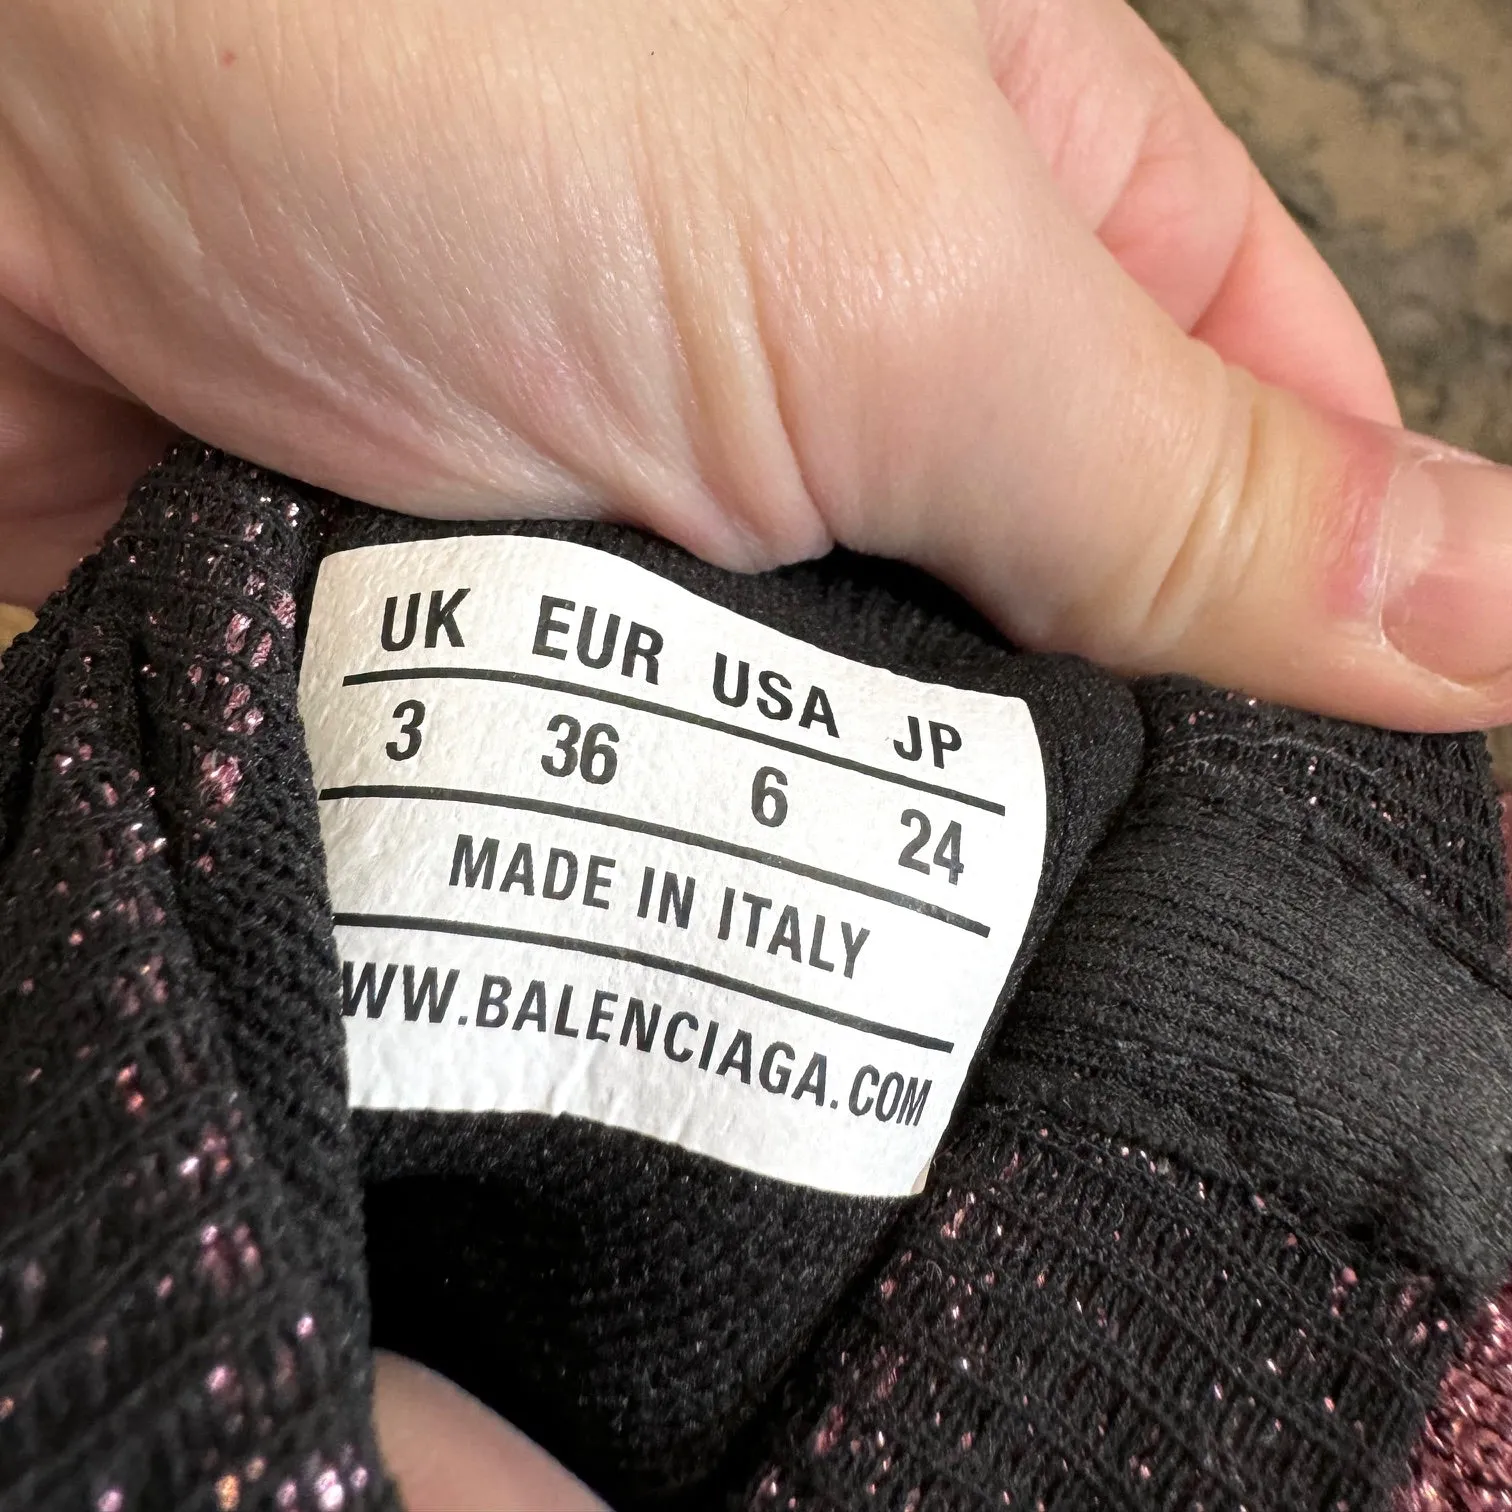 UK EUR USA JP
3 36 6 24
MADE IN ITALY
WW.BALENCIAGA.COM